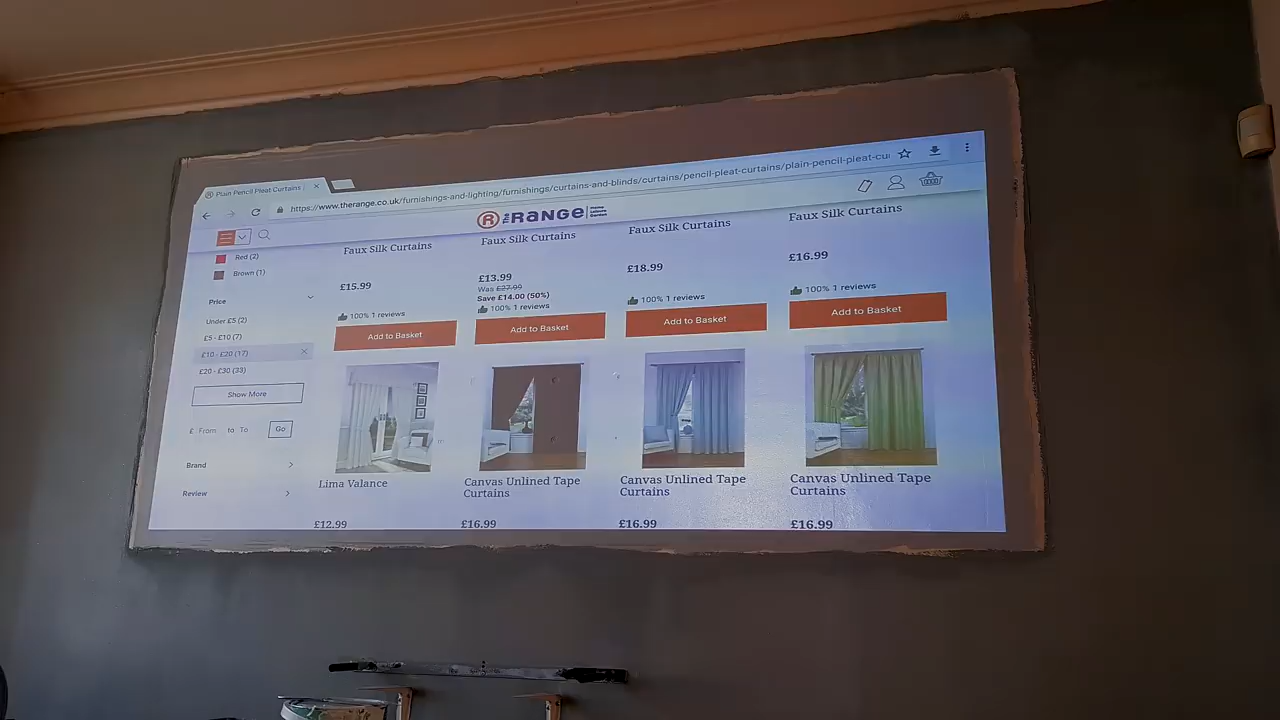 Plain Pencil Pleat Curtains
https://www.therange.co.uk/furnishings-and-lighting/furnishings/curtains-and-blinds/curtains/pencil-pleat-curtains/plain-pencil-pleat-cu
R THE RANGE Home Leisure Garden
Red (2)
Brown (1)
Price
Under £5 (2)
£5 - £10 (7)
£10 - £20 (17)
£20 - £30 (33)
Show More
£ From to To Go
Brand
Review
Faux Silk Curtains
£15.99
100% 1 reviews
Add to Basket
Faux Silk Curtains
£13.99
Was £27.99
Save £14.00 (50%)
100% 1 reviews
Add to Basket
Faux Silk Curtains
£18.99
100% 1 reviews
Add to Basket
Faux Silk Curtains
£16.99
100% 1 reviews
Add to Basket
Lima Valance
£12.99
Canvas Unlined Tape
Curtains
£16.99
Canvas Unlined Tape
Curtains
£16.99
Canvas Unlined Tape
Curtains
£16.99